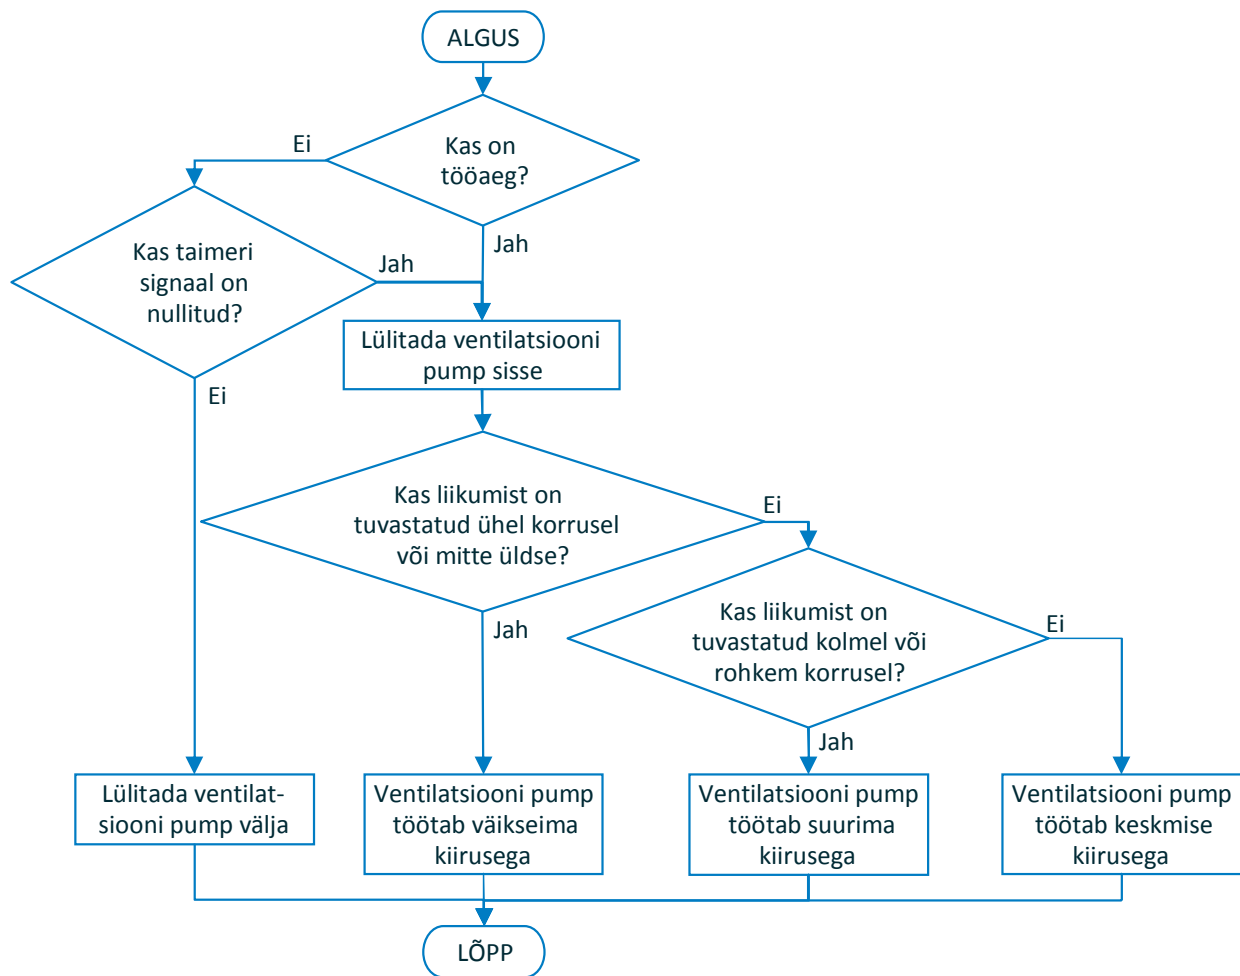 ALGUS
Ei
Kas on
tööaeg?
Jah
Kas taimeri
signaal on
nullitud?
Jah
Ei
Lülitada ventilatsiooni
pump sisse
Kas liikumist on
tuvastatud ühel korrusel
või mitte üldse?
Ei
Jah
Kas liikumist on
tuvastatud kolmel või
rohkem korrusel?
Ei
Jah
Lülitada ventilat-
siooni pump välja
Ventilatsiooni pump
töötab väikseima
kiirusega
Ventilatsiooni pump
töötab suurima
kiirusega
Ventilatsiooni pump
töötab keskmise
kiirusega
LÕPP